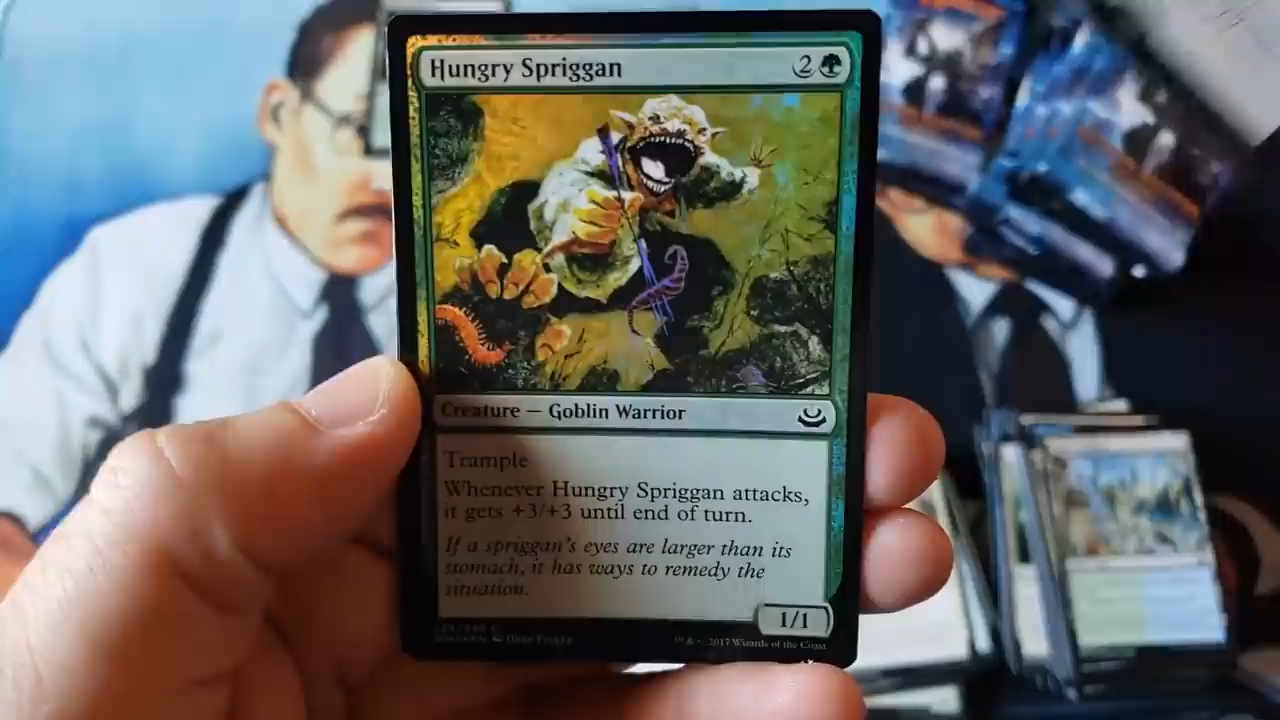 Hungry Spriggan 2
Creature — Goblin Warrior
Trample
Whenever Hungry Spriggan attacks,
it gets +3/+3 until end of turn.
If a spriggan's eyes are larger than its
stomach, it has ways to remedy the
situation.
1/1
™ & © 2017 Wizards of the Coast